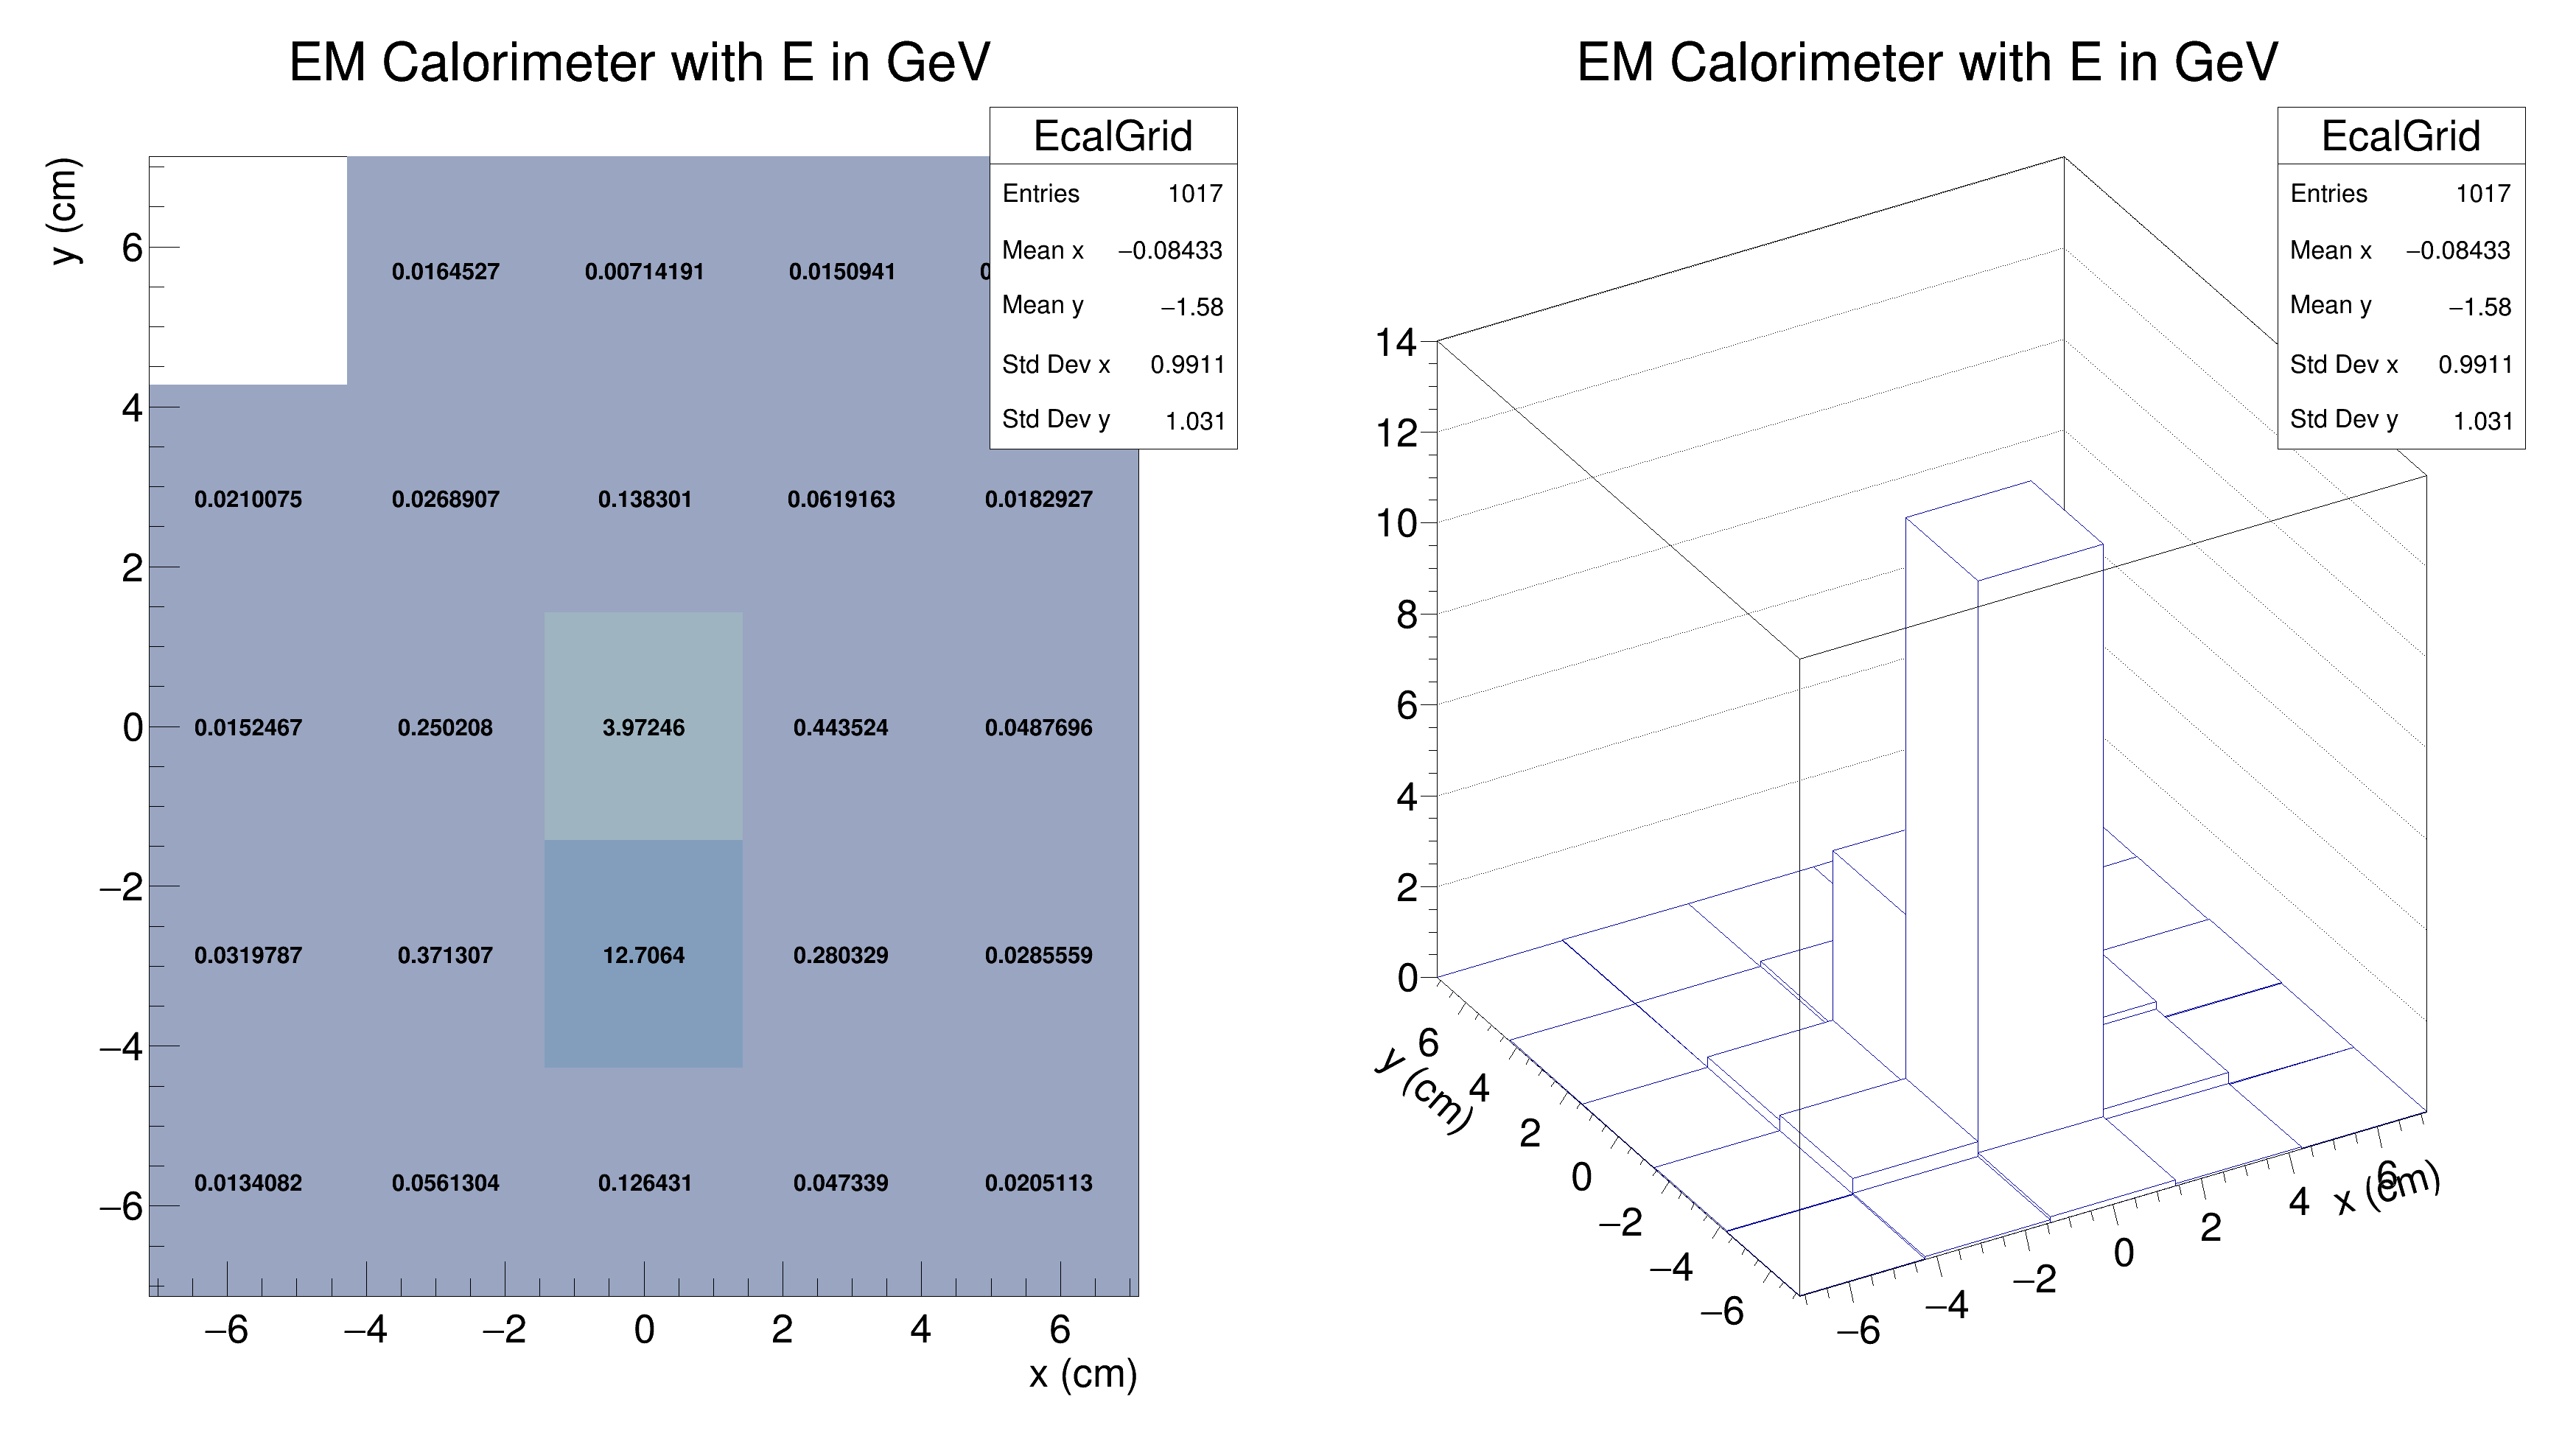 EM Calorimeter with E in GeV
EcalGrid
Entries 1017
Mean x −0.08433
Mean y −1.58
Std Dev x 0.9911
Std Dev y 1.031
y (cm)
6
4
2
0
−2
−4
−6
0.0164527 0.00714191 0.0150941
0.0210075 0.0268907 0.138301 0.0619163 0.0182927
0.0152467 0.250208 3.97246 0.443524 0.0487696
0.0319787 0.371307 12.7064 0.280329 0.0285559
0.0134082 0.0561304 0.126431 0.047339 0.0205113
−6 −4 −2 0 2 4 6
x (cm)
EM Calorimeter with E in GeV
EcalGrid
Entries 1017
Mean x −0.08433
Mean y −1.58
Std Dev x 0.9911
Std Dev y 1.031
14
12
10
8
6
4
2
0
y (cm)
6
4
2
0
−2
−4
−6
−6
−4
−2
0
2
4
6
x (cm)